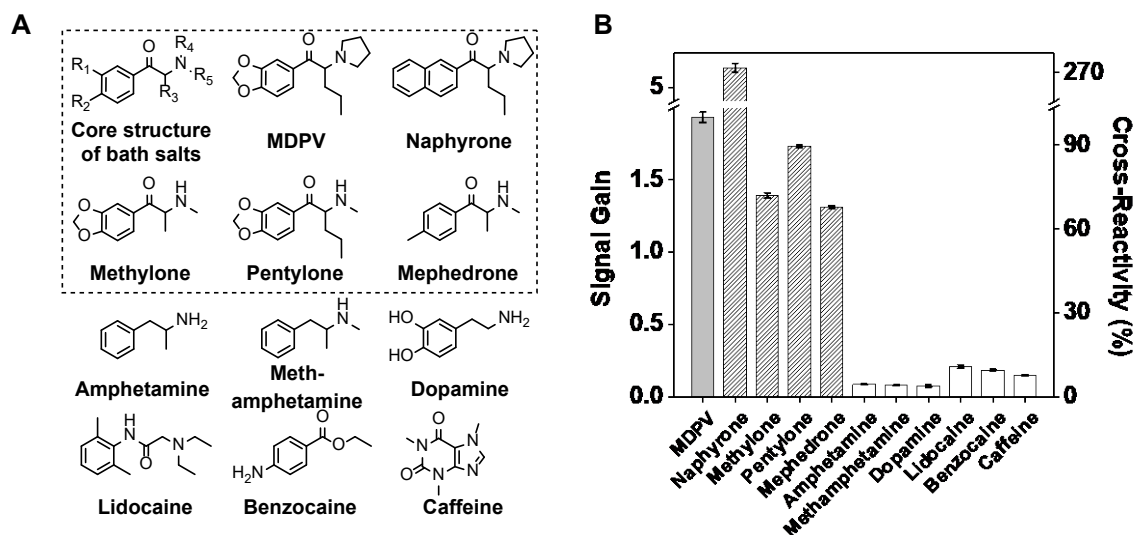 A
O
R4
R1
N
R5
R2
R3
Core structure
of bath salts
O
N
O
O
MDPV
O
N
Naphyrone
O
H
N
O
O
Methylone
O
H
N
O
O
Pentylone
O
H
N
Mephedrone
NH2
Amphetamine
H
N
Meth-
amphetamine
HO
NH2
HO
Dopamine
H
N
N
O
Lidocaine
O
O
H2N
Benzocaine
O
N
N
O
N
N
Caffeine
B
Signal Gain
5
1.5
1.0
0.5
0.0
Cross-Reactivity (%)
270
90
60
30
0
MDPV
Naphyrone
Methylone
Pentylone
Mephedrone
Amphetamine
Methamphetamine
Dopamine
Lidocaine
Benzocaine
Caffeine